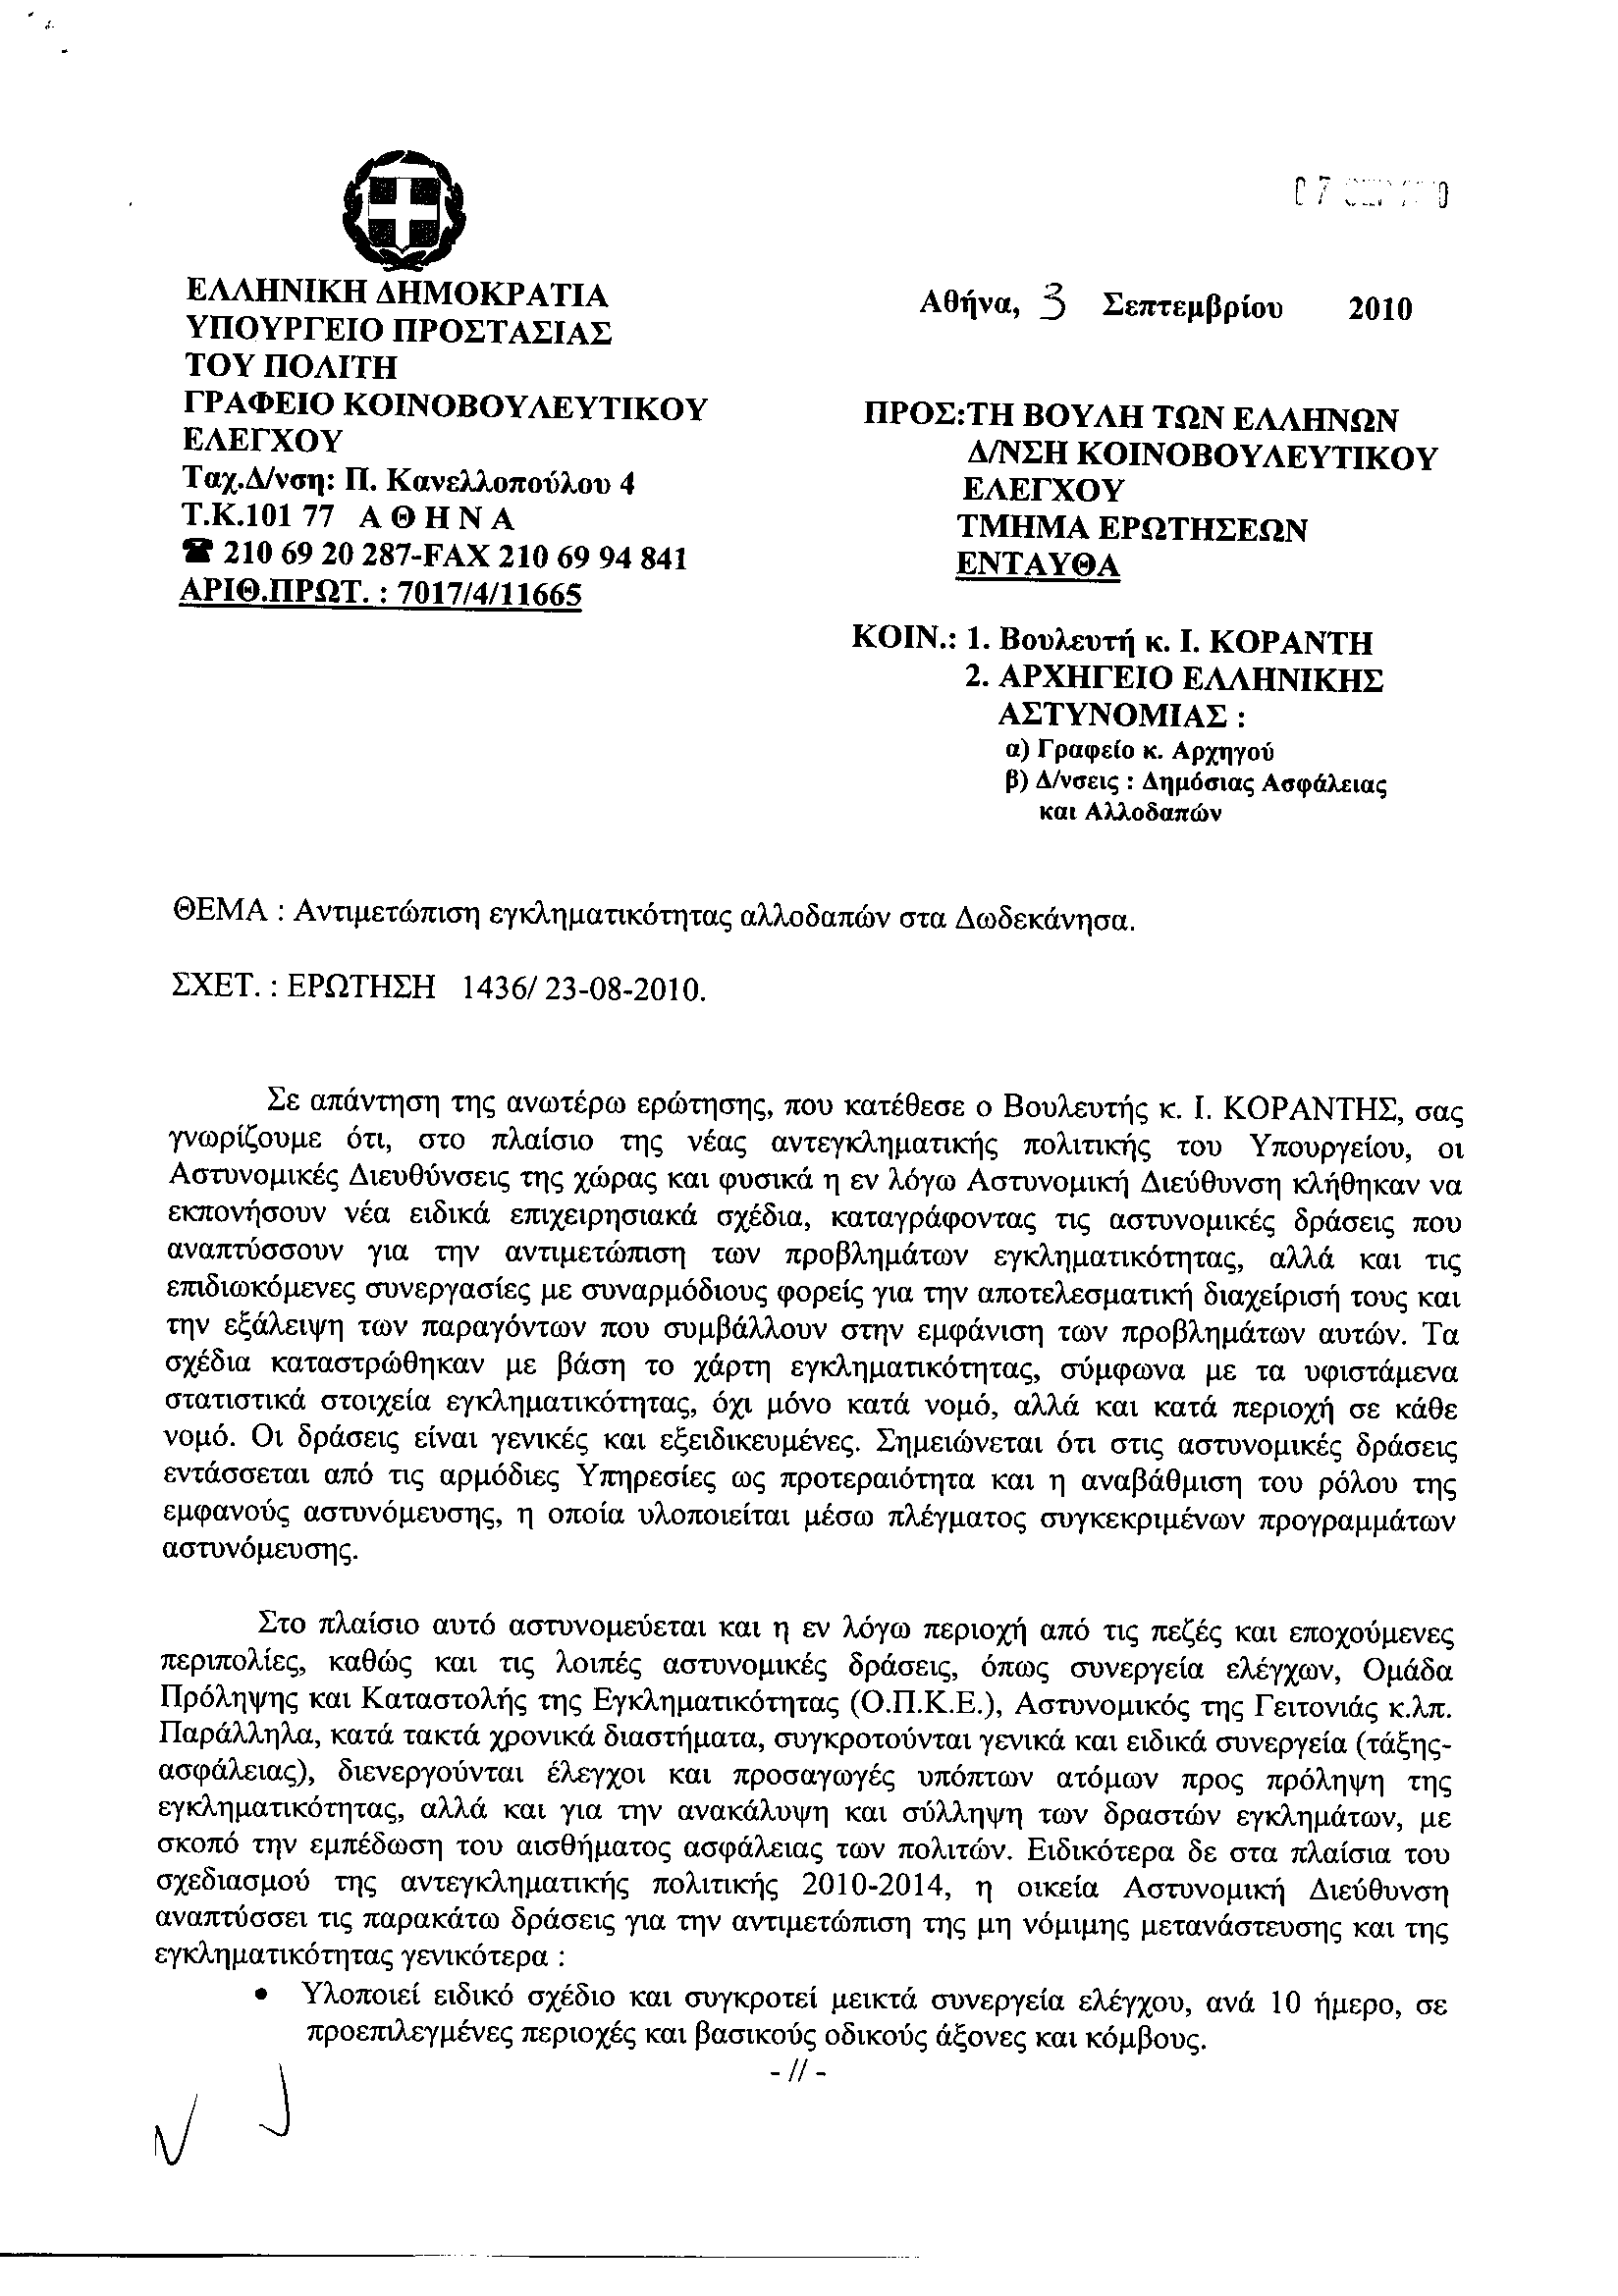 ΕΛΛΗΝΙΚΗ ΔΗΜΟΚΡΑΤΙΑ
ΥΠΟΥΡΓΕΙΟ ΠΡΟΣΤΑΣΙΑΣ
ΤΟΥ ΠΟΛΙΤΗ
ΓΡΑΦΕΙΟ ΚΟΙΝΟΒΟΥΛΕΥΤΙΚΟΥ
ΕΛΕΓΧΟΥ
Ταχ.Δ/νση: Π. Κανελλοπούλου 4
Τ.Κ.101 77 Α Θ Η Ν Α
☎ 210 69 20 287-FAX 210 69 94 841
ΑΡΙΘ.ΠΡΩΤ. : 7017/4/11665
07
Αθήνα, 3 Σεπτεμβρίου 2010
ΠΡΟΣ:ΤΗ ΒΟΥΛΗ ΤΩΝ ΕΛΛΗΝΩΝ
Δ/ΝΣΗ ΚΟΙΝΟΒΟΥΛΕΥΤΙΚΟΥ
ΕΛΕΓΧΟΥ
ΤΜΗΜΑ ΕΡΩΤΗΣΕΩΝ
ΕΝΤΑΥΘΑ
ΚΟΙΝ.: 1. Βουλευτή κ. Ι. ΚΟΡΑΝΤΗ
2. ΑΡΧΗΓΕΙΟ ΕΛΛΗΝΙΚΗΣ
ΑΣΤΥΝΟΜΙΑΣ :
α) Γραφείο κ. Αρχηγού
β) Δ/νσεις : Δημόσιας Ασφάλειας
και Αλλοδαπών
ΘΕΜΑ : Αντιμετώπιση εγκληματικότητας αλλοδαπών στα Δωδεκάνησα.
ΣΧΕΤ. : ΕΡΩΤΗΣΗ 1436/ 23-08-2010.
Σε απάντηση της ανωτέρω ερώτησης, που κατέθεσε ο Βουλευτής κ. Ι. ΚΟΡΑΝΤΗΣ, σας
γνωρίζουμε ότι, στο πλαίσιο της νέας αντεγκληματικής πολιτικής του Υπουργείου, οι
Αστυνομικές Διευθύνσεις της χώρας και φυσικά η εν λόγω Αστυνομική Διεύθυνση κλήθηκαν να
εκπονήσουν νέα ειδικά επιχειρησιακά σχέδια, καταγράφοντας τις αστυνομικές δράσεις που
αναπτύσσουν για την αντιμετώπιση των προβλημάτων εγκληματικότητας, αλλά και τις
επιδιωκόμενες συνεργασίες με συναρμόδιους φορείς για την αποτελεσματική διαχείρισή τους και
την εξάλειψη των παραγόντων που συμβάλλουν στην εμφάνιση των προβλημάτων αυτών. Τα
σχέδια καταστρώθηκαν με βάση το χάρτη εγκληματικότητας, σύμφωνα με τα υφιστάμενα
στατιστικά στοιχεία εγκληματικότητας, όχι μόνο κατά νομό, αλλά και κατά περιοχή σε κάθε
νομό. Οι δράσεις είναι γενικές και εξειδικευμένες. Σημειώνεται ότι στις αστυνομικές δράσεις
εντάσσεται από τις αρμόδιες Υπηρεσίες ως προτεραιότητα και η αναβάθμιση του ρόλου της
εμφανούς αστυνόμευσης, η οποία υλοποιείται μέσω πλέγματος συγκεκριμένων προγραμμάτων
αστυνόμευσης.
Στο πλαίσιο αυτό αστυνομεύεται και η εν λόγω περιοχή από τις πεζές και εποχούμενες
περιπολίες, καθώς και τις λοιπές αστυνομικές δράσεις, όπως συνεργεία ελέγχων, Ομάδα
Πρόληψης και Καταστολής της Εγκληματικότητας (Ο.Π.Κ.Ε.), Αστυνομικός της Γειτονιάς κ.λπ.
Παράλληλα, κατά τακτά χρονικά διαστήματα, συγκροτούνται γενικά και ειδικά συνεργεία (τάξης-
ασφάλειας), διενεργούνται έλεγχοι και προσαγωγές υπόπτων ατόμων προς πρόληψη της
εγκληματικότητας, αλλά και για την ανακάλυψη και σύλληψη των δραστών εγκλημάτων, με
σκοπό την εμπέδωση του αισθήματος ασφάλειας των πολιτών. Ειδικότερα δε στα πλαίσια του
σχεδιασμού της αντεγκληματικής πολιτικής 2010-2014, η οικεία Αστυνομική Διεύθυνση
αναπτύσσει τις παρακάτω δράσεις για την αντιμετώπιση της μη νόμιμης μετανάστευσης και της
εγκληματικότητας γενικότερα :
• Υλοποιεί ειδικό σχέδιο και συγκροτεί μεικτά συνεργεία ελέγχου, ανά 10 ήμερο, σε
προεπιλεγμένες περιοχές και βασικούς οδικούς άξονες και κόμβους.
- // -